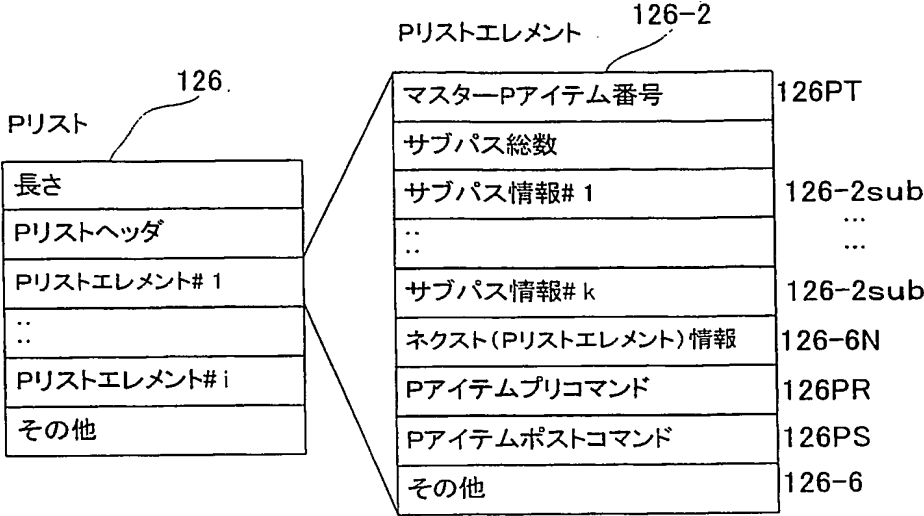 126
Pリスト
長さ
Pリストヘッダ
Pリストエレメント#1
::
Pリストエレメント#i
その他
Pリストエレメント
126-2
マスターPアイテム番号 126PT
サブパス総数
サブパス情報#1 126-2sub
:: … …
サブパス情報#k 126-2sub
ネクスト(Pリストエレメント)情報 126-6N
Pアイテムプリコマンド 126PR
Pアイテムポストコマンド 126PS
その他 126-6